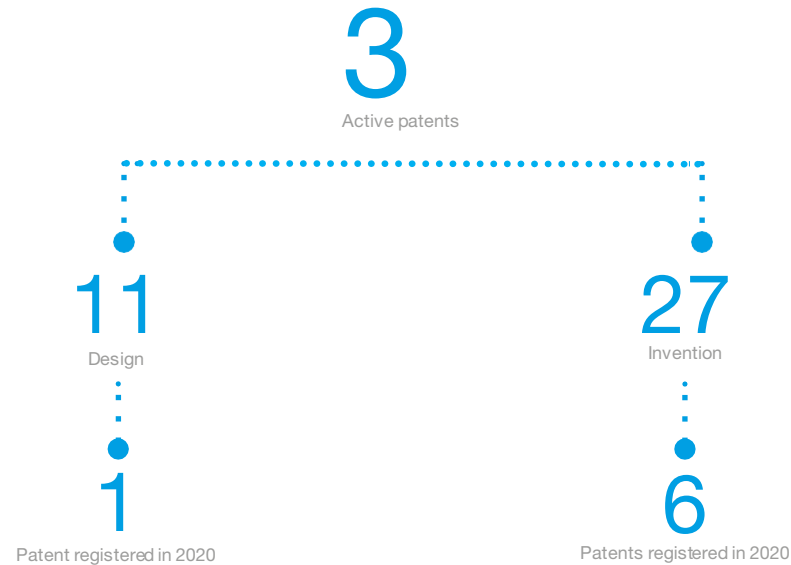 3
Active patents
11
27
Design
Invention
1
6
Patent registered in 2020
Patents registered in 2020